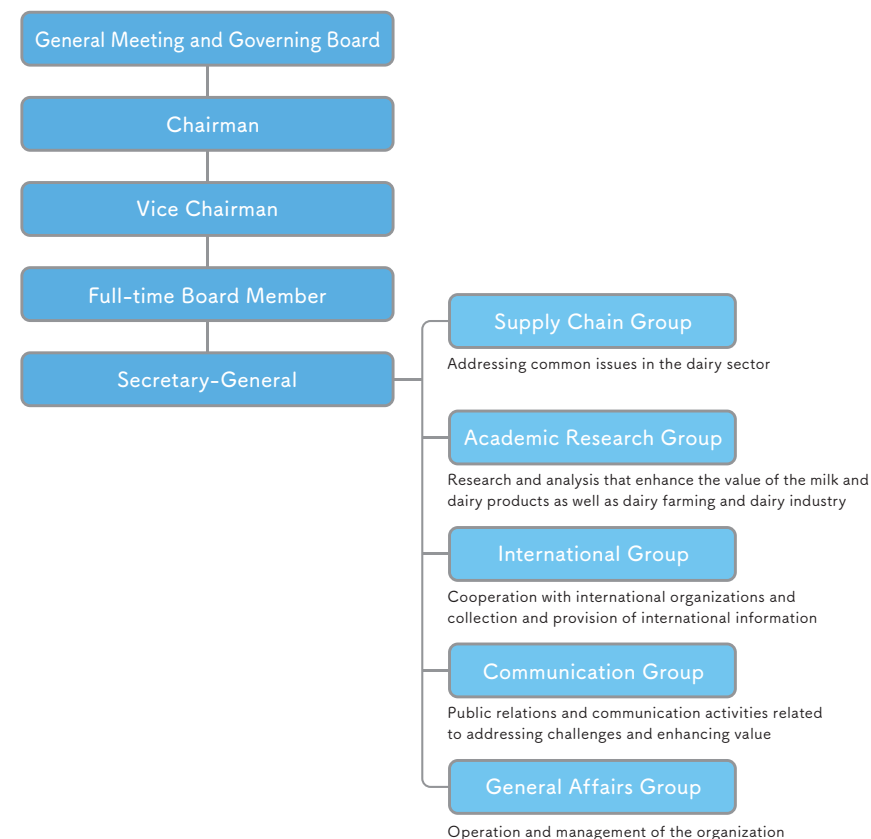 General Meeting and Governing Board
Chairman
Vice Chairman
Full-time Board Member
Secretary-General
Supply Chain Group
Addressing common issues in the dairy sector
Academic Research Group
Research and analysis that enhance the value of the milk and
dairy products as well as dairy farming and dairy industry
International Group
Cooperation with international organizations and
collection and provision of international information
Communication Group
Public relations and communication activities related
to addressing challenges and enhancing value
General Affairs Group
Operation and management of the organization